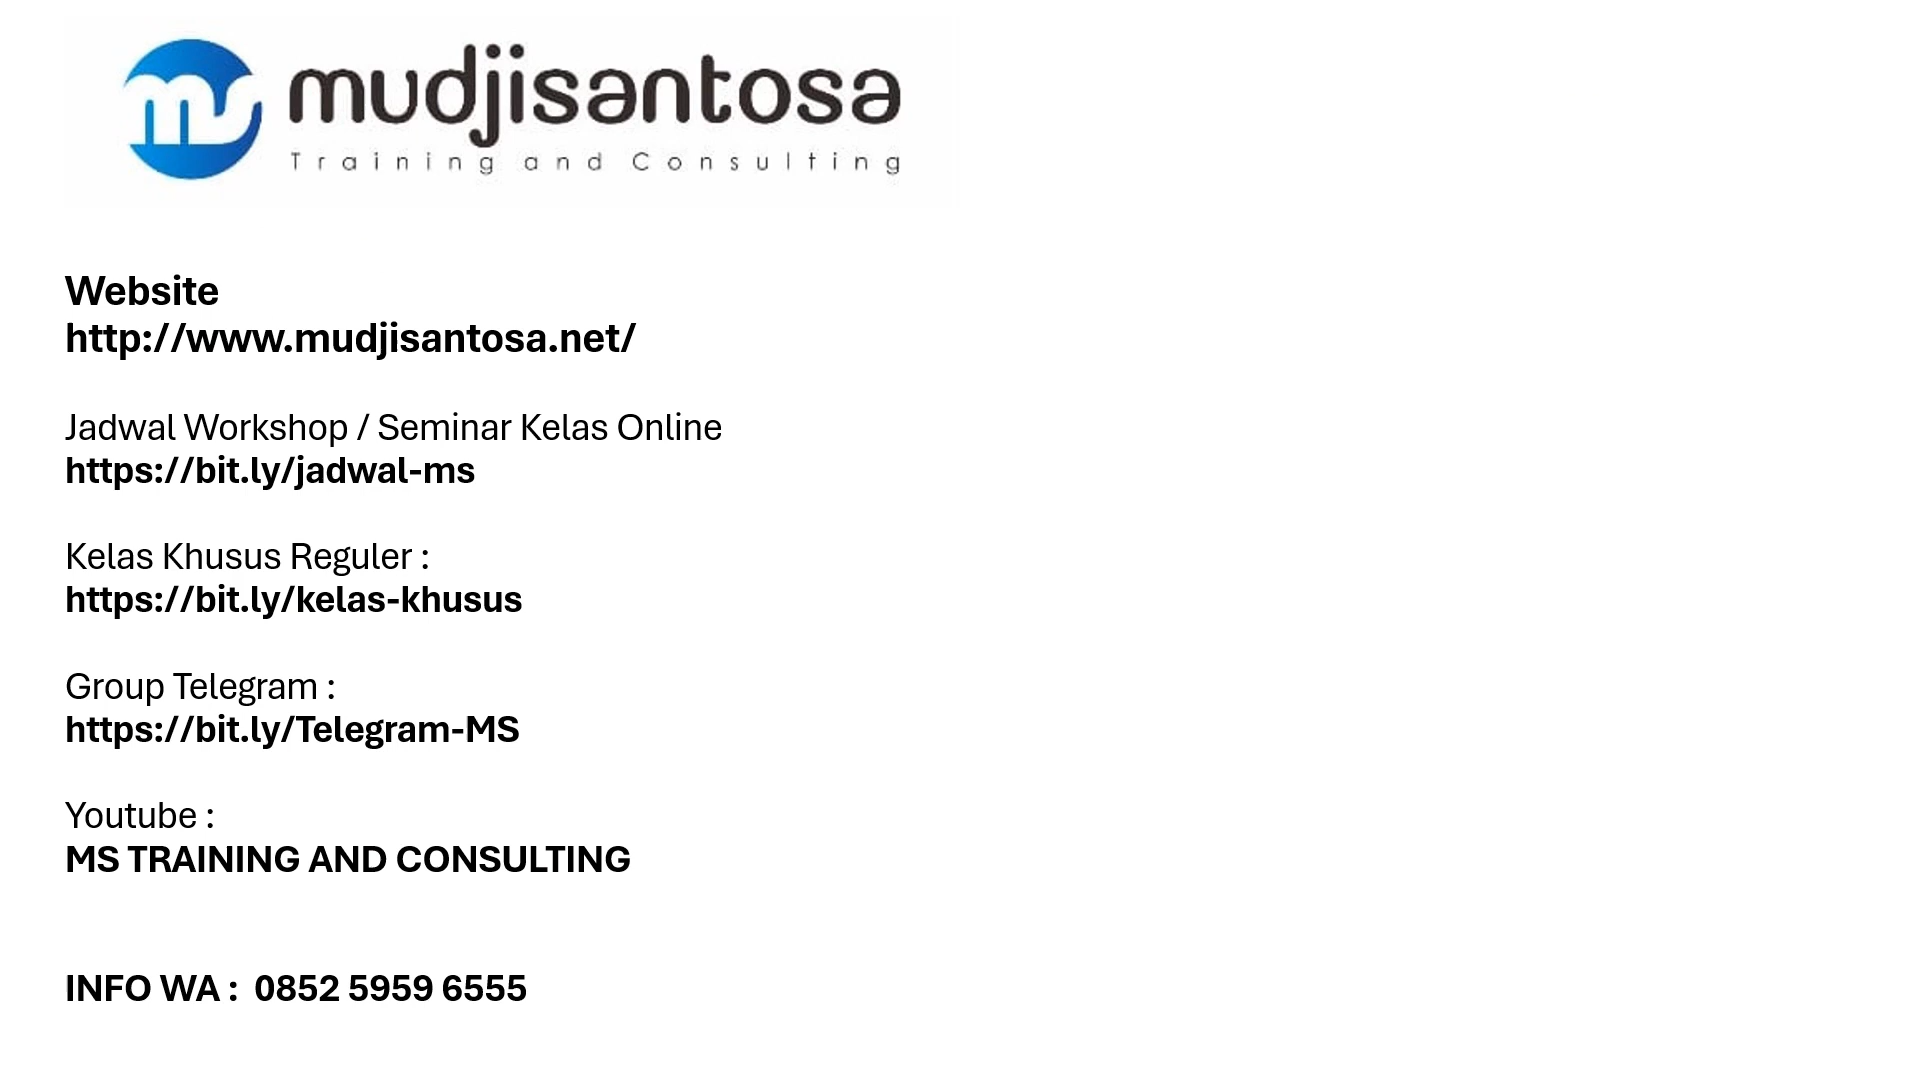 mudjisantosa
Training and Consulting
Website
http://www.mudjisantosa.net/
Jadwal Workshop / Seminar Kelas Online
https://bit.ly/jadwal-ms
Kelas Khusus Reguler :
https://bit.ly/kelas-khusus
Group Telegram :
https://bit.ly/Telegram-MS
Youtube :
MS TRAINING AND CONSULTING
INFO WA :  0852 5959 6555